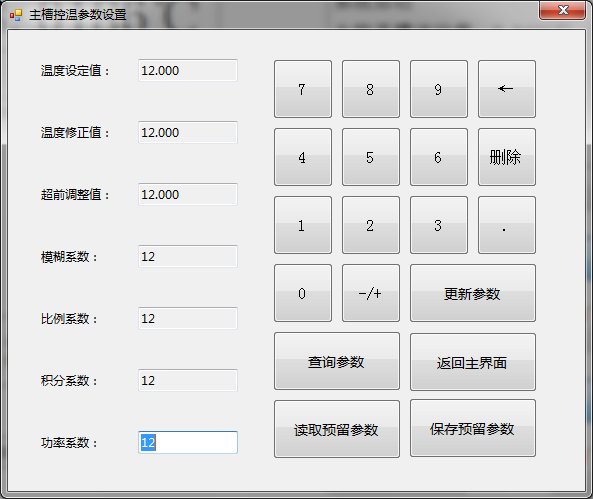 主槽控温参数设置
温度设定值： 12.000
温度修正值： 12.000
超前调整值： 12.000
模糊系数： 12
比例系数： 12
积分系数： 12
功率系数： 12
7 8 9 ←
4 5 6 删除
1 2 3 .
0 -/+ 更新参数
查询参数 返回主界面
读取预留参数 保存预留参数